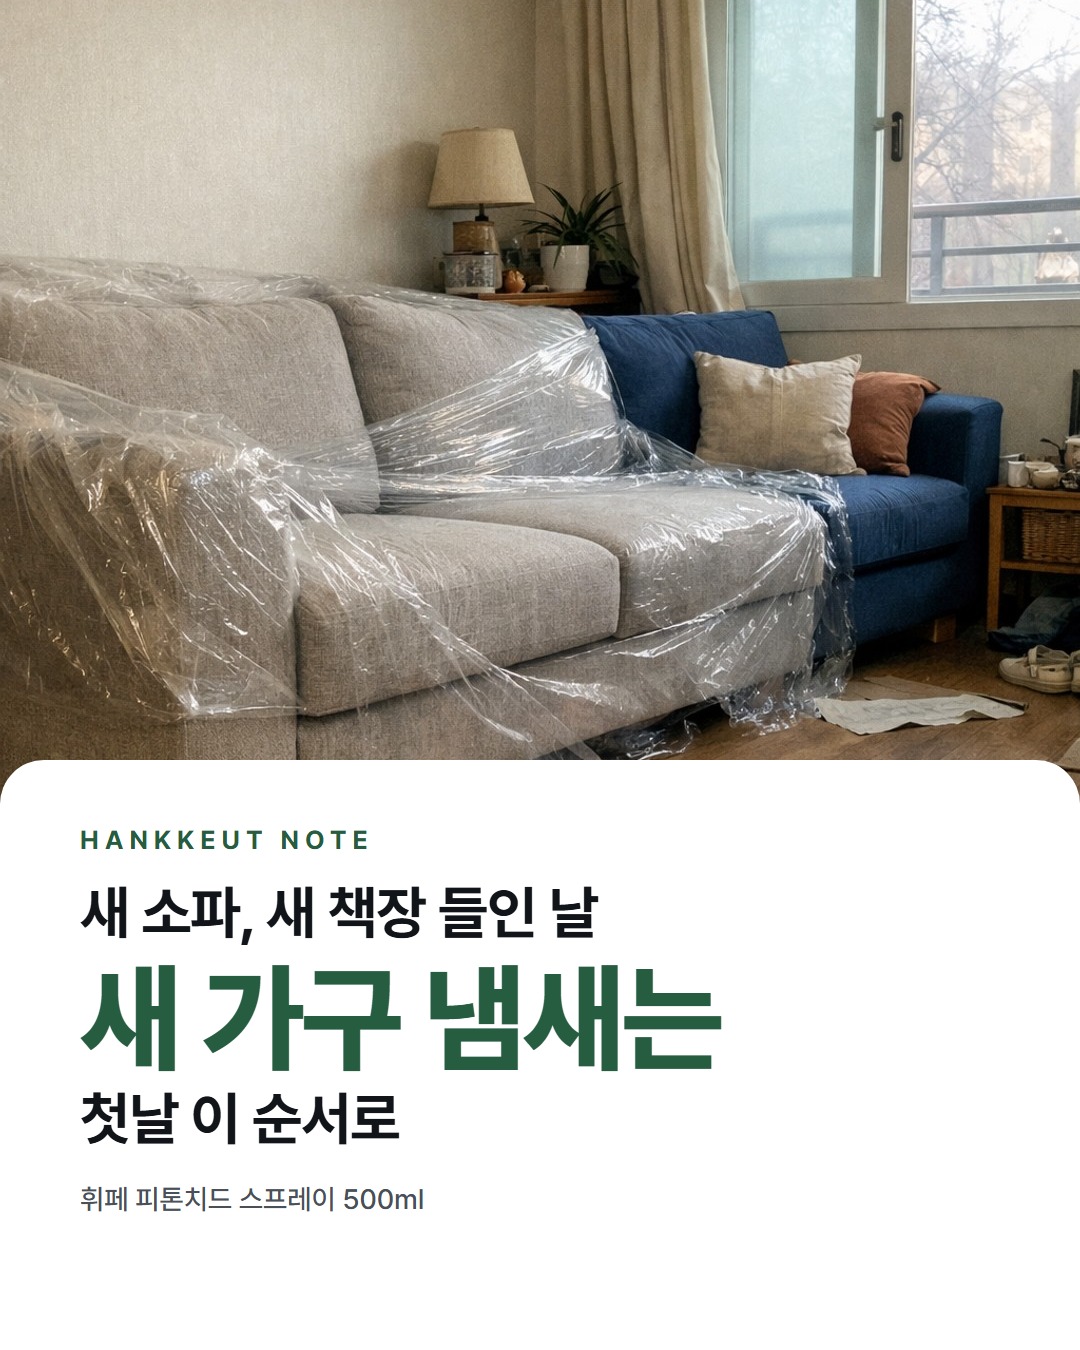 HANKKEUT NOTE
새 소파, 새 책장 들인 날
새 가구 냄새는
첫날 이 순서로
휘페 피톤치드 스프레이 500ml